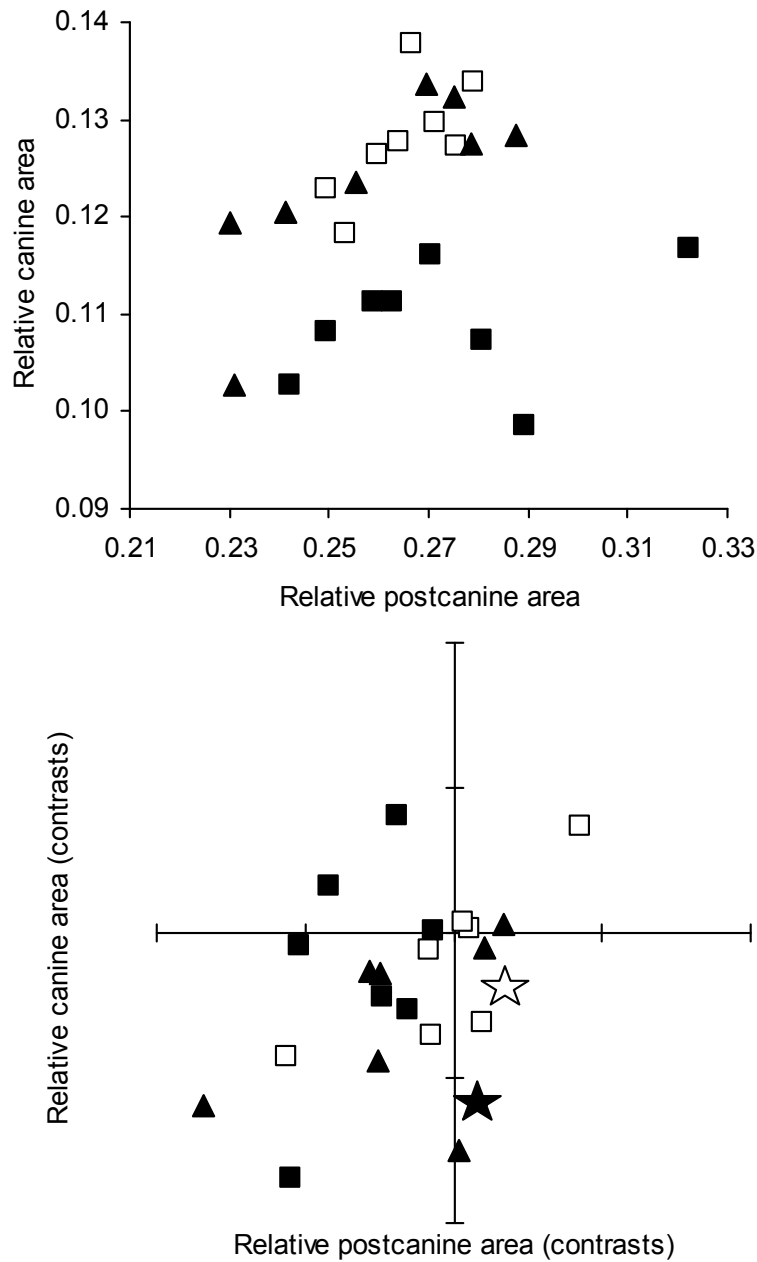 0.14
0.13
0.12
0.11
0.10
0.09
Relative canine area
0.21 0.23 0.25 0.27 0.29 0.31 0.33
Relative postcanine area
Relative canine area (contrasts)
Relative postcanine area (contrasts)